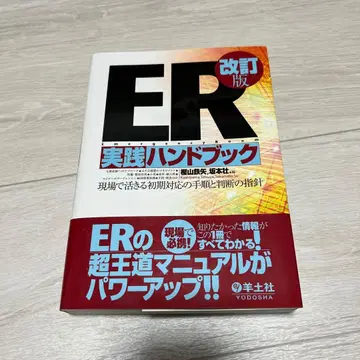 ER
改訂
版
emergency room
実践ハンドブック
樫山鉄矢,坂本壮 編
現場で活きる初期対応の手順と判断の指針
ERの
超王道マニュアルが
パワーアップ!!
現場で
必携!
知りたかった情報が
この1冊で
すべてわかる!
羊土社
YODOSHA